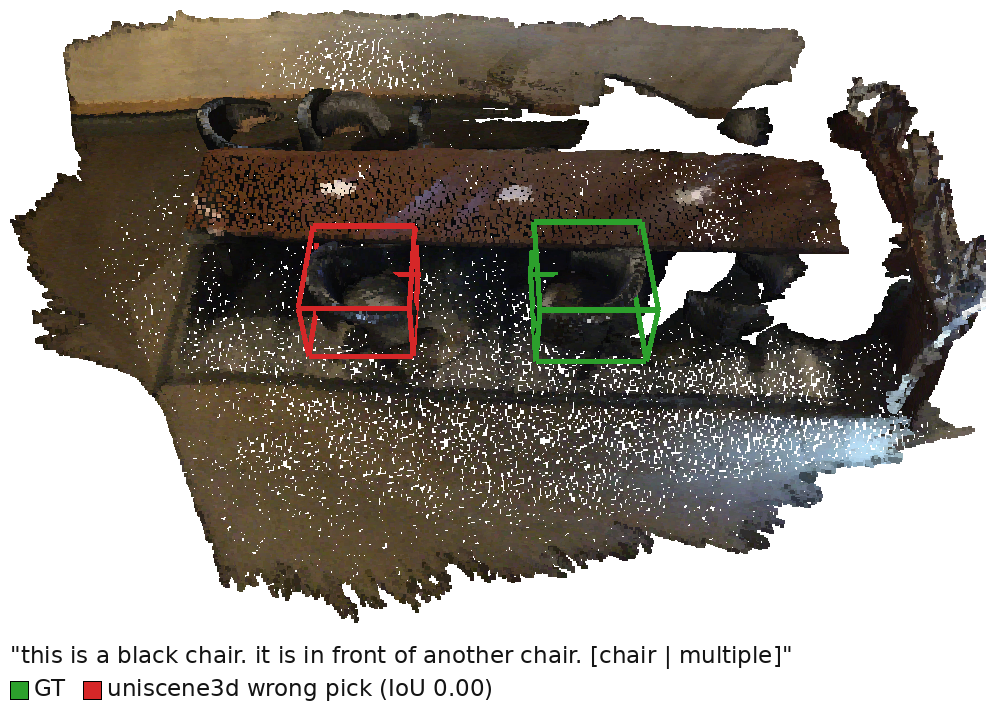 "this is a black chair. it is in front of another chair. [chair | multiple]"
GT uniscene3d wrong pick (IoU 0.00)